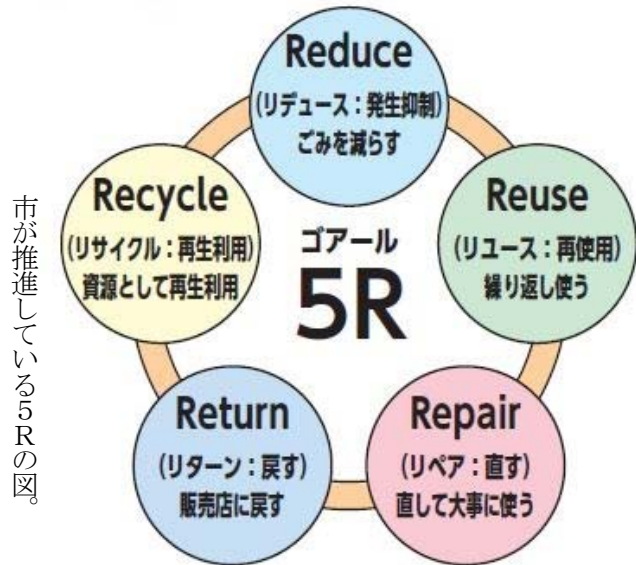 市が推進している５Rの図。
Reduce
(リデュース：発生抑制)
ごみを減らす
Reuse
(リユース：再使用)
繰り返し使う
Repair
(リペア：直す)
直して大事に使う
Return
(リターン：戻す)
販売店に戻す
Recycle
(リサイクル：再生利用)
資源として再生利用
ゴアール
5R